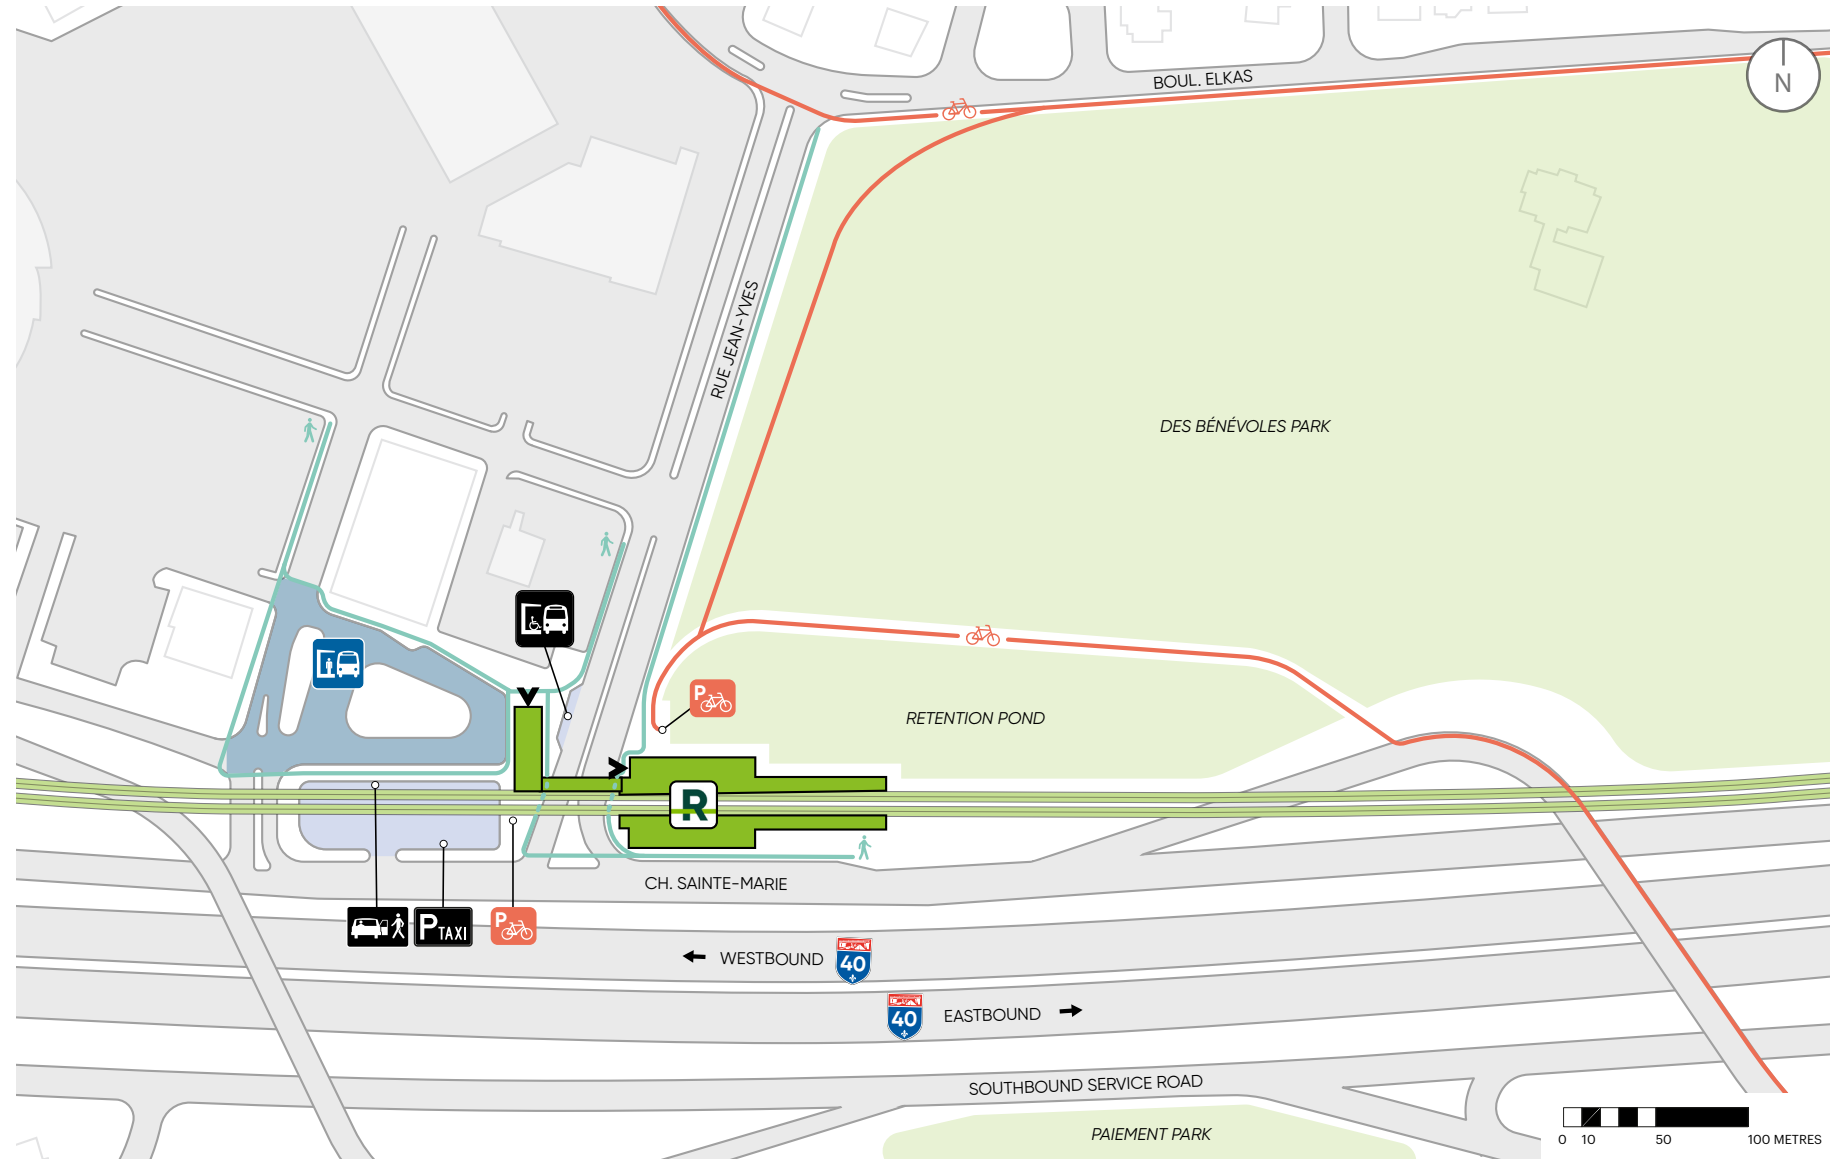 BOUL. ELKAS
N
RUE JEAN-YVES
DES BÉNÉVOLES PARK
P
RETENTION POND
R
CH. SAINTE-MARIE
P TAXI
P
WESTBOUND
40
40
EASTBOUND
SOUTHBOUND SERVICE ROAD
PAIEMENT PARK
0 10 50 100 METRES